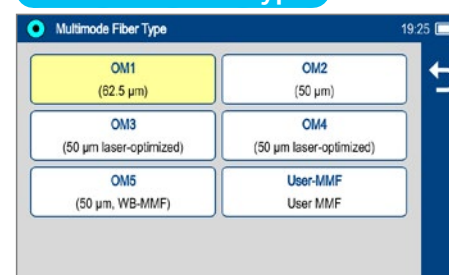 Multimode Fiber Type
19:25
OM1
(62.5 µm)
OM2
(50 µm)
OM3
(50 µm laser-optimized)
OM4
(50 µm laser-optimized)
OM5
(50 µm, WB-MMF)
User-MMF
User MMF